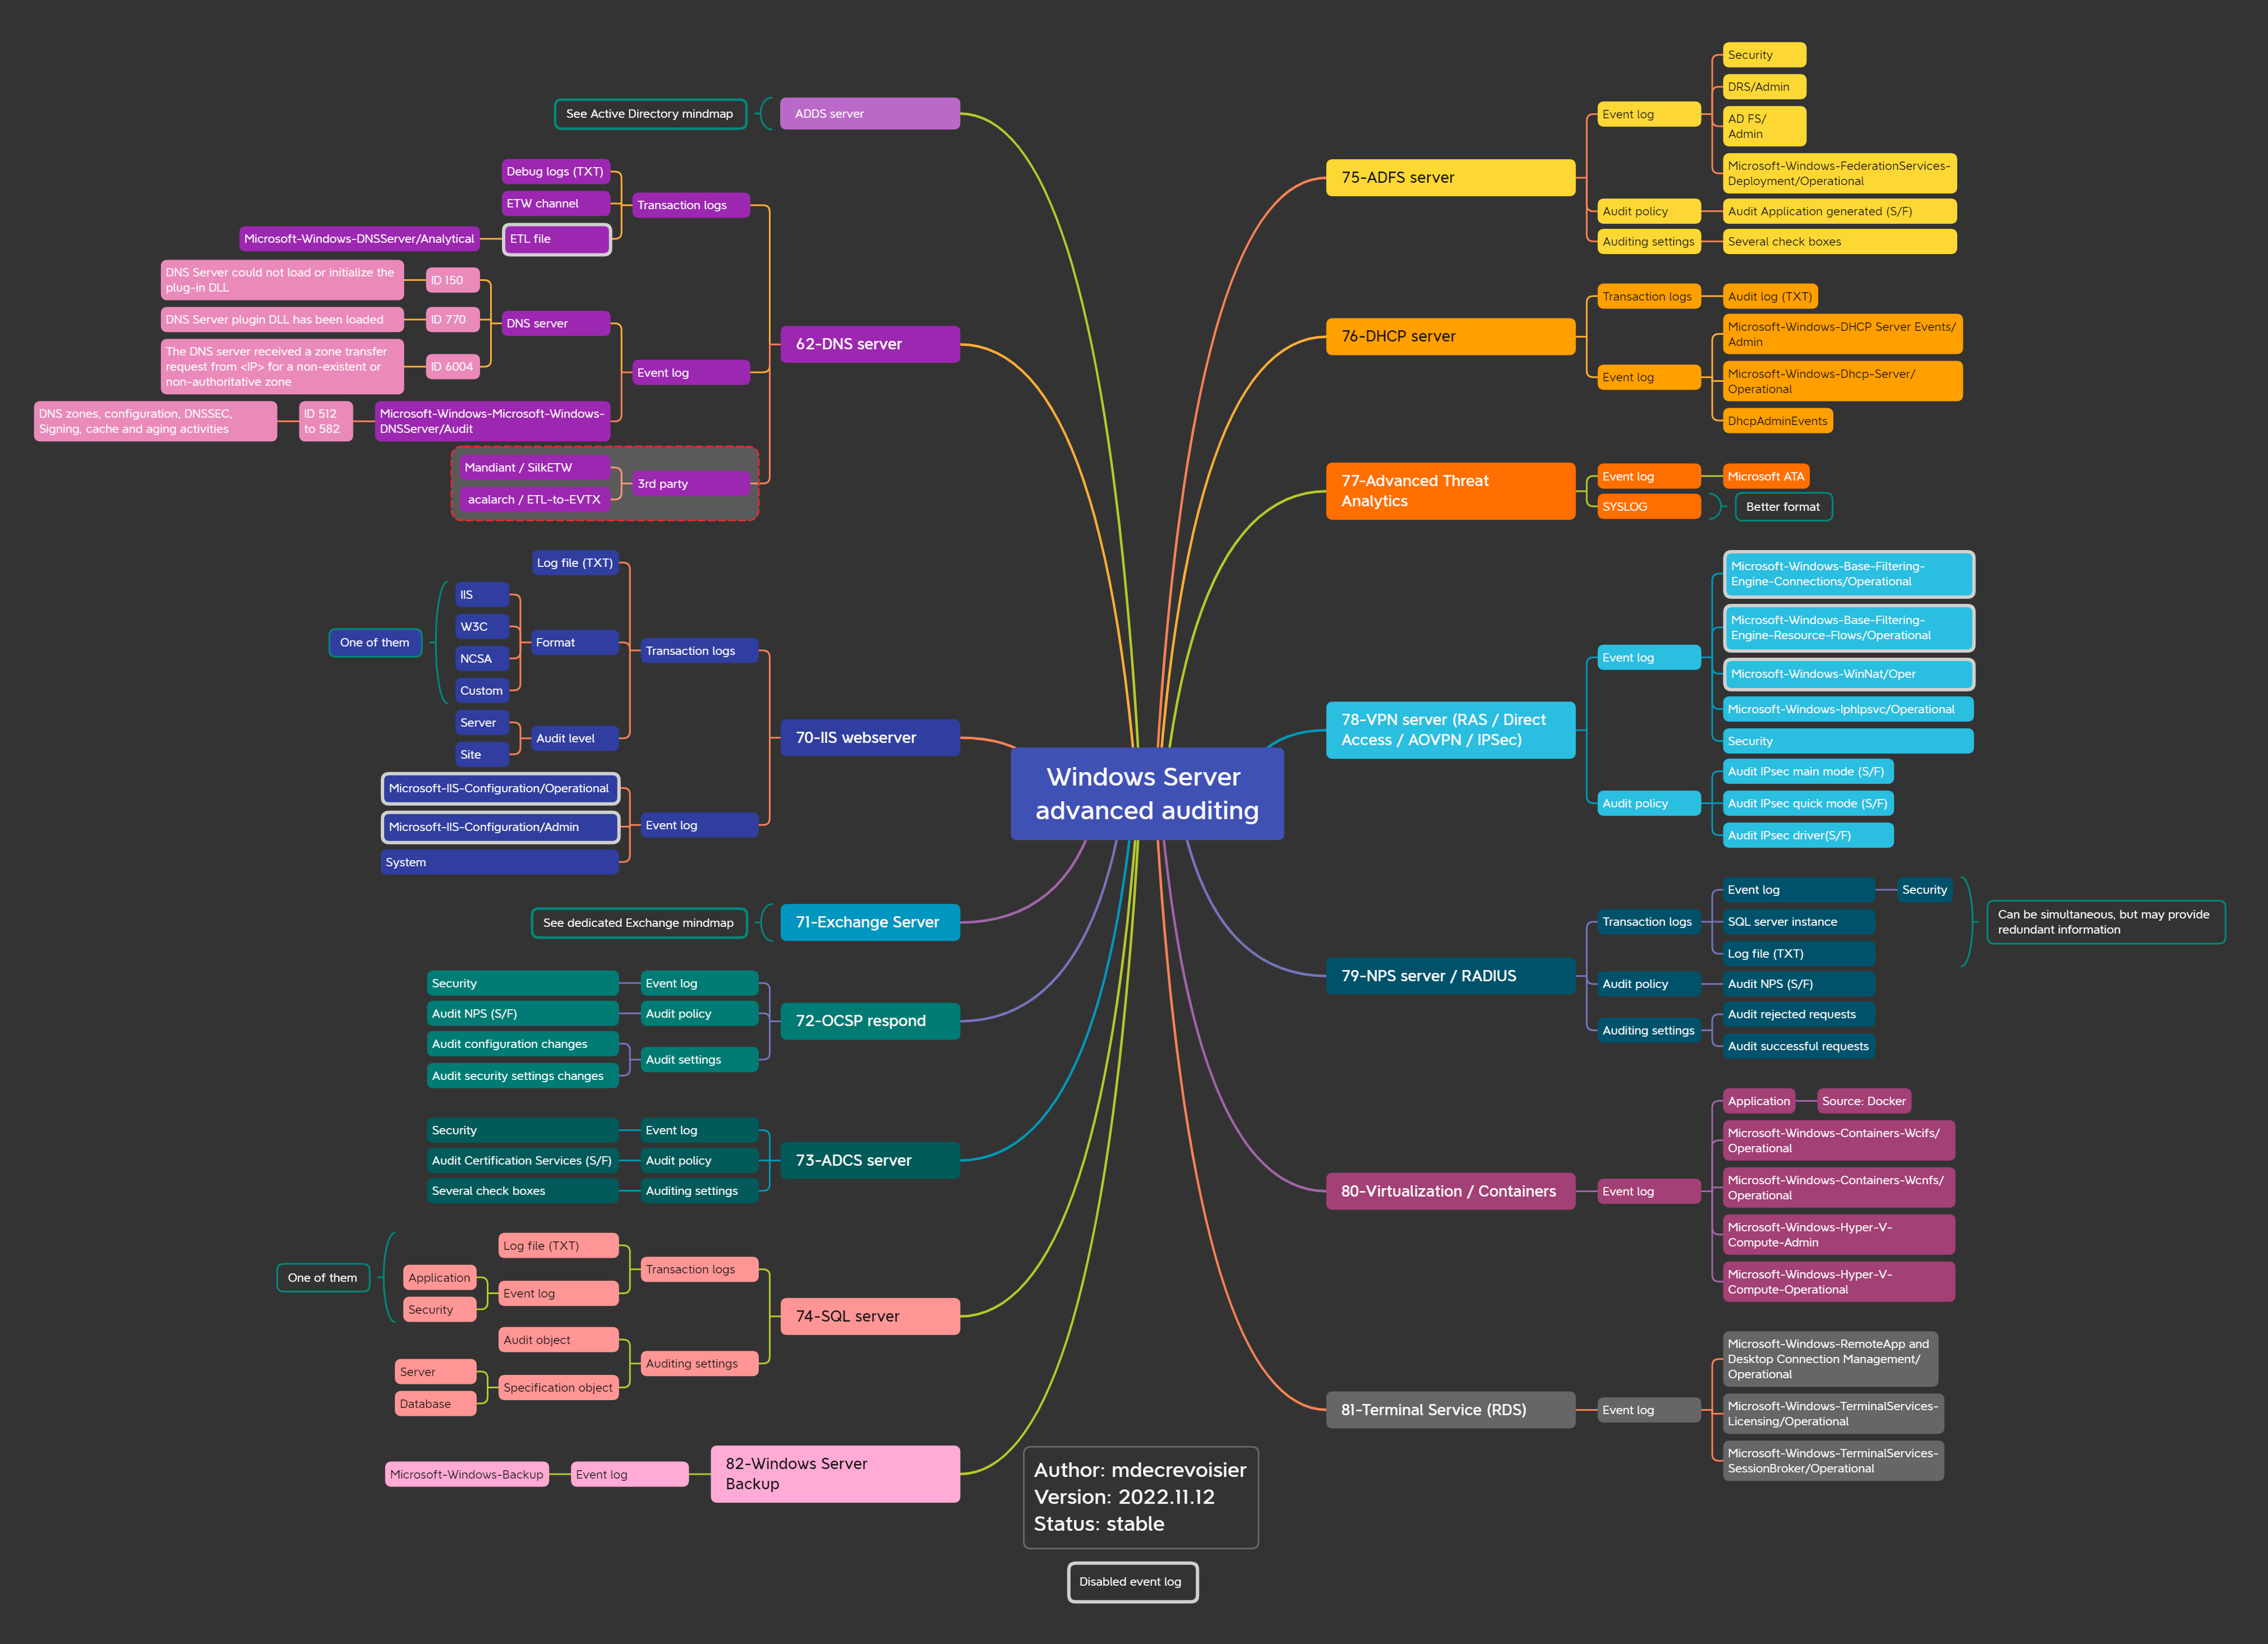 Windows Server
advanced auditing
ADDS server
See Active Directory mindmap
62-DNS server
Transaction logs
Debug logs (TXT)
ETW channel
ETL file
Microsoft-Windows-DNSServer/Analytical
Event log
DNS server
ID 150
DNS Server could not load or initialize the
plug-in DLL
ID 770
DNS Server plugin DLL has been loaded
ID 6004
The DNS server received a zone transfer
request from <IP> for a non-existent or
non-authoritative zone
Microsoft-Windows-Microsoft-Windows-
DNSServer/Audit
ID 512
to 582
DNS zones, configuration, DNSSEC,
Signing, cache and aging activities
3rd party
Mandiant / SilkETW
acalarch / ETL-to-EVTX
70-IIS webserver
Transaction logs
Log file (TXT)
Format
IIS
W3C
NCSA
Custom
One of them
Audit level
Server
Site
Event log
Microsoft-IIS-Configuration/Operational
Microsoft-IIS-Configuration/Admin
System
71-Exchange Server
See dedicated Exchange mindmap
72-OCSP respond
Event log
Security
Audit policy
Audit NPS (S/F)
Audit settings
Audit configuration changes
Audit security settings changes
73-ADCS server
Event log
Security
Audit policy
Audit Certification Services (S/F)
Auditing settings
Several check boxes
74-SQL server
Transaction logs
Log file (TXT)
Event log
Application
Security
One of them
Auditing settings
Audit object
Specification object
Server
Database
82-Windows Server
Backup
Event log
Microsoft-Windows-Backup
75-ADFS server
Event log
Security
DRS/Admin
AD FS/
Admin
Microsoft-Windows-FederationServices-
Deployment/Operational
Audit policy
Audit Application generated (S/F)
Auditing settings
Several check boxes
76-DHCP server
Transaction logs
Audit log (TXT)
Event log
Microsoft-Windows-DHCP Server Events/
Admin
Microsoft-Windows-Dhcp-Server/
Operational
DhcpAdminEvents
77-Advanced Threat
Analytics
Event log
Microsoft ATA
SYSLOG
Better format
78-VPN server (RAS / Direct
Access / AOVPN / IPSec)
Event log
Microsoft-Windows-Base-Filtering-
Engine-Connections/Operational
Microsoft-Windows-Base-Filtering-
Engine-Resource-Flows/Operational
Microsoft-Windows-WinNat/Oper
Microsoft-Windows-Iphlpsvc/Operational
Security
Audit policy
Audit IPsec main mode (S/F)
Audit IPsec quick mode (S/F)
Audit IPsec driver(S/F)
79-NPS server / RADIUS
Transaction logs
Event log
Security
SQL server instance
Log file (TXT)
Can be simultaneous, but may provide
redundant information
Audit policy
Audit NPS (S/F)
Auditing settings
Audit rejected requests
Audit successful requests
80-Virtualization / Containers
Event log
Application
Source: Docker
Microsoft-Windows-Containers-Wcifs/
Operational
Microsoft-Windows-Containers-Wcnfs/
Operational
Microsoft-Windows-Hyper-V-
Compute-Admin
Microsoft-Windows-Hyper-V-
Compute-Operational
81-Terminal Service (RDS)
Event log
Microsoft-Windows-RemoteApp and
Desktop Connection Management/
Operational
Microsoft-Windows-TerminalServices-
Licensing/Operational
Microsoft-Windows-TerminalServices-
SessionBroker/Operational
Author: mdecrevoisier
Version: 2022.11.12
Status: stable
Disabled event log